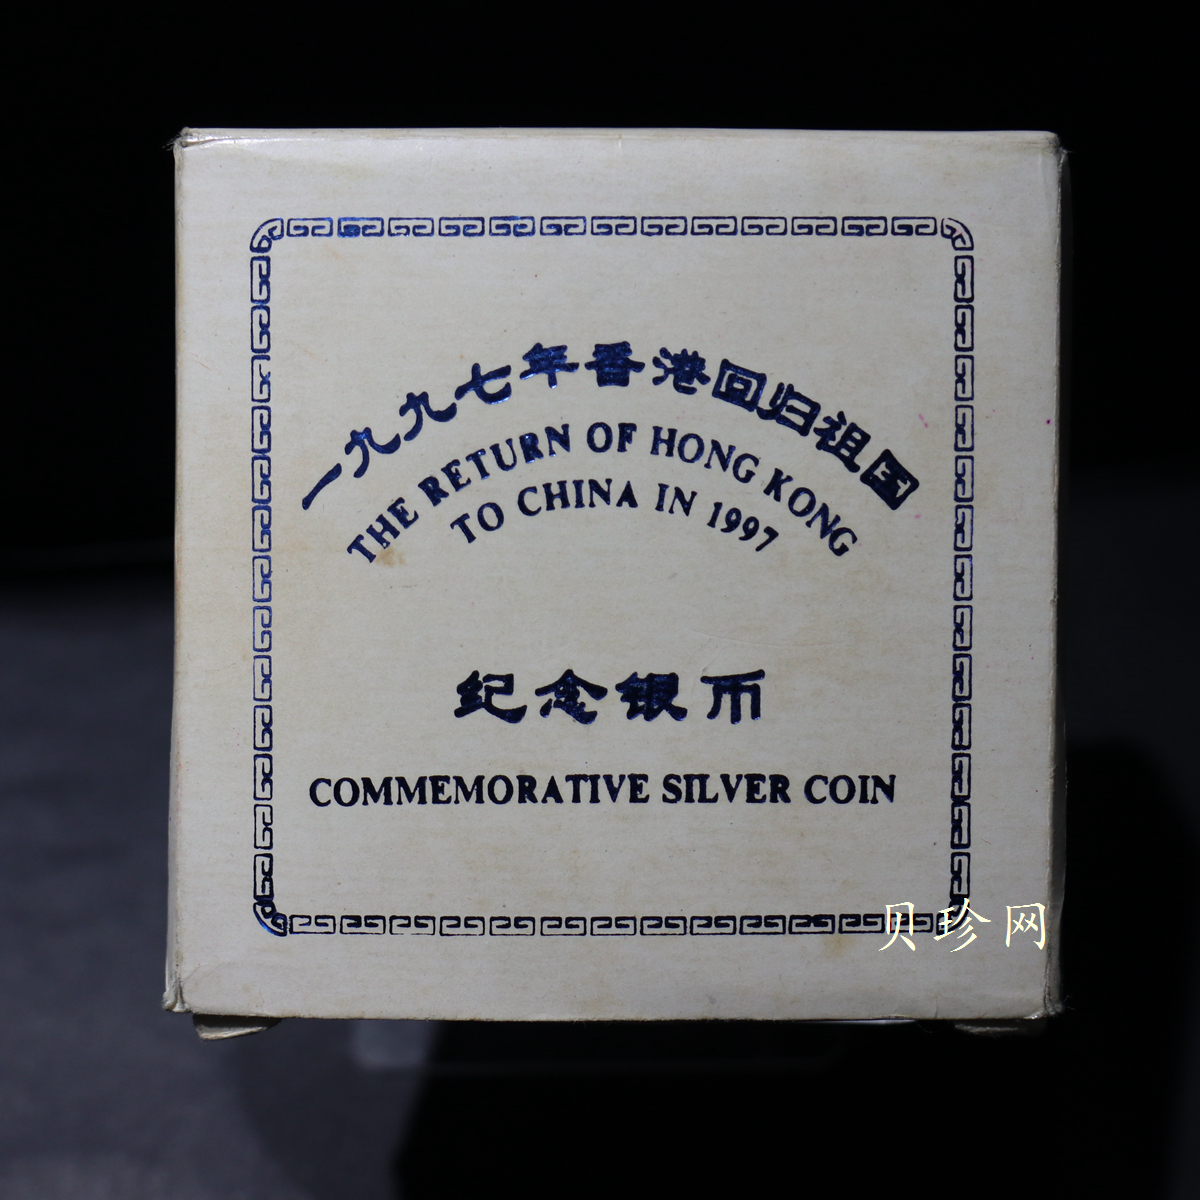 一九九七年香港回归祖国
THE RETURN OF HONG KONG
TO CHINA IN 1997
纪念银币
COMMEMORATIVE SILVER COIN
贝珍网